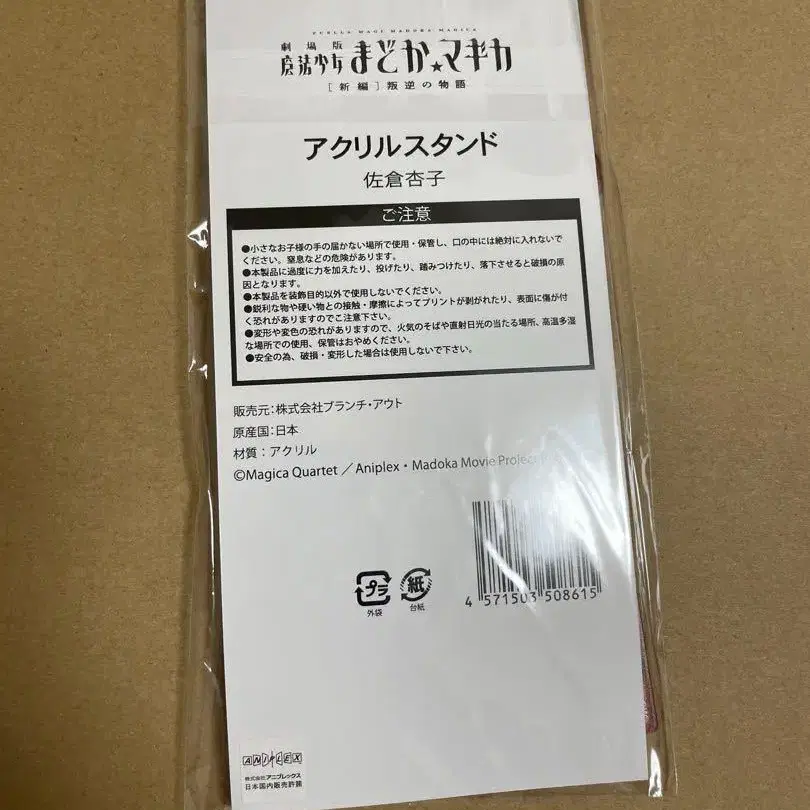 PUELLA MAGI MADOKA MAGICA
劇場版
魔法少女まどか★マギカ
[新編]叛逆の物語
アクリルスタンド
佐倉杏子
ご注意
●小さなお子様の手の届かない場所で使用・保管し、口の中には絶対に入れないで
ください。窒息などの危険があります。
●本製品に過度に力を加えたり、投げたり、踏みつけたり、落下させると破損の原
因となります。
●本製品を装飾目的以外で使用しないでください。
●鋭利な物や硬い物との接触・摩擦によってプリントが剥がれたり、表面に傷が付
く恐れがありますのでご注意下さい。
●変形や変色の恐れがありますので、火気のそばや直射日光の当たる場所、高温多湿
な場所での使用、保管はおやめください。
●安全の為、破損・変形した場合は使用しないで下さい。
販売元:株式会社ブランチ・アウト
原産国:日本
材質:アクリル
©Magica Quartet／Aniplex・Madoka Movie Project
プラ
外袋
紙
台紙
4 571503 508615
ANIPLEX
株式会社アニプレックス
日本国内販売許諾